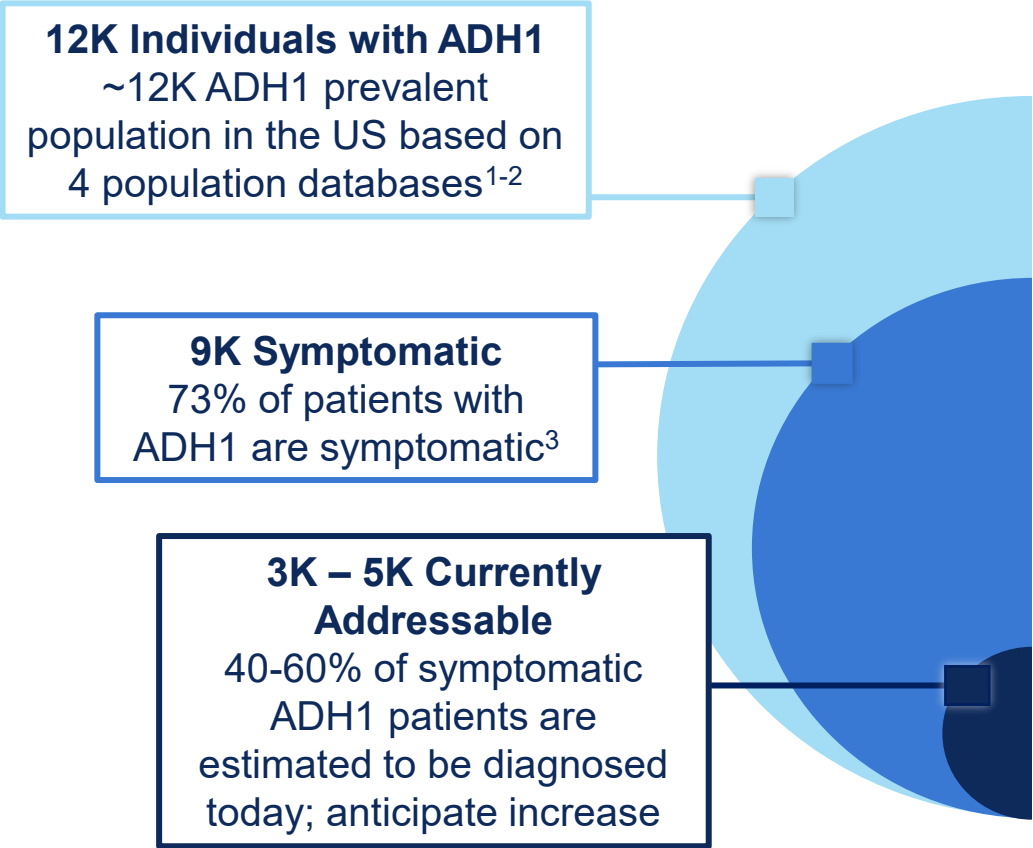 12K Individuals with ADH1
~12K ADH1 prevalent
population in the US based on
4 population databases¹⁻²
9K Symptomatic
73% of patients with
ADH1 are symptomatic³
3K – 5K Currently
Addressable
40-60% of symptomatic
ADH1 patients are
estimated to be diagnosed
today; anticipate increase